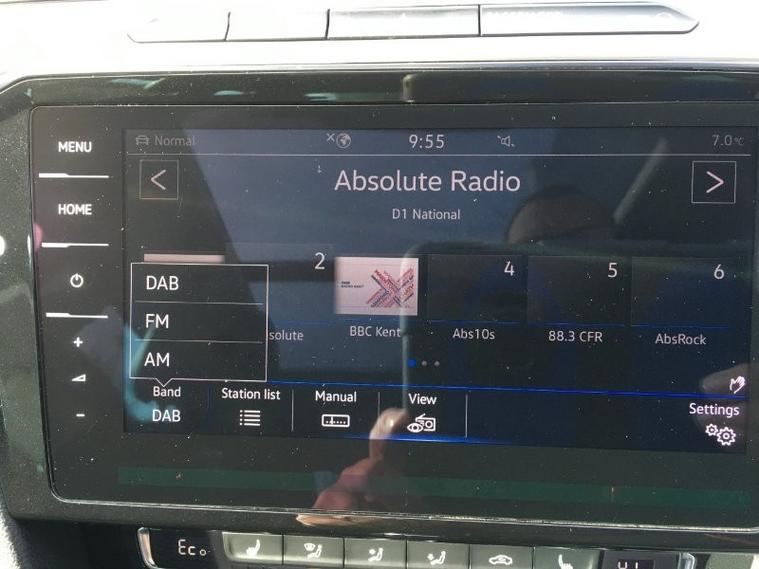 Normal 9:55 7.0°C
MENU
HOME
Absolute Radio
D1 National
2 4 5 6
solute BBC Kent Abs10s 88.3 CFR AbsRock
DAB
FM
AM
Band Station list Manual View Settings
DAB
+
-
Eco